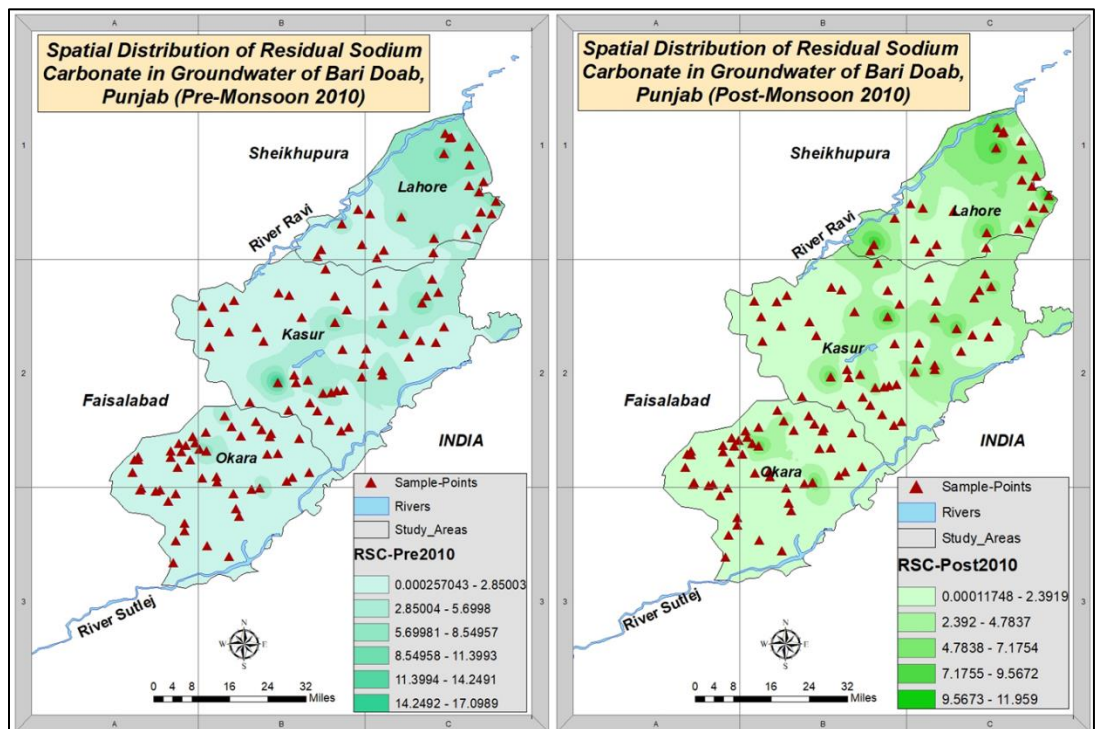 A B C
Spatial Distribution of Residual Sodium
Carbonate in Groundwater of Bari Doab,
Punjab (Pre-Monsoon 2010)
1
Sheikhupura
Lahore
River Ravi
Kasur
2
Faisalabad
INDIA
Okara
Sample-Points
Rivers
Study_Areas
RSC-Pre2010
0.000257043 - 2.85003
2.85004 - 5.6998
5.69981 - 8.54957
8.54958 - 11.3993
11.3994 - 14.2491
14.2492 - 17.0989
3
River Sutlej
N
W E
S
0 4 8 16 24 32
Miles
A B C
A B C
Spatial Distribution of Residual Sodium
Carbonate in Groundwater of Bari Doab,
Punjab (Post-Monsoon 2010)
1
Sheikhupura
Lahore
River Ravi
Kasur
2
Faisalabad
INDIA
Okara
Sample-Points
Rivers
Study_Areas
RSC-Post2010
0.00011748 - 2.3919
2.392 - 4.7837
4.7838 - 7.1754
7.1755 - 9.5672
9.5673 - 11.959
3
River Sutlej
N
W E
S
0 4 8 16 24 32
Miles
A B C